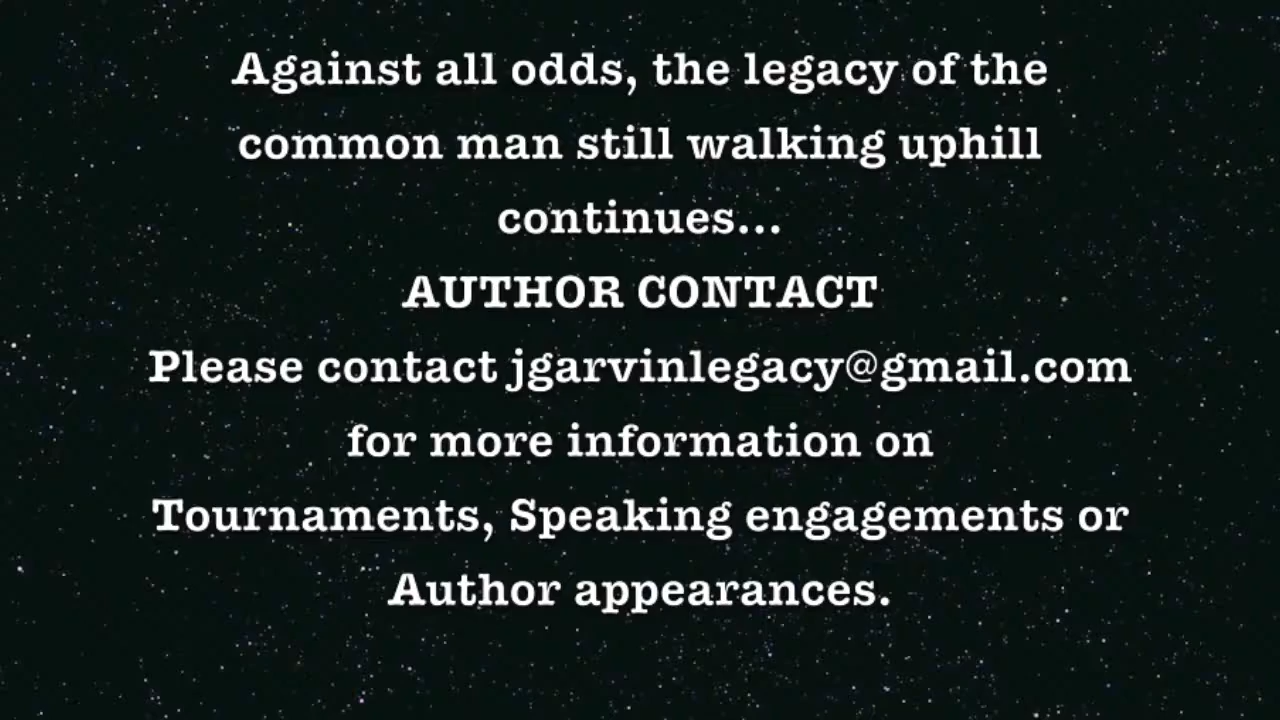 Against all odds, the legacy of the
common man still walking uphill
continues...
AUTHOR CONTACT
Please contact jgarvinlegacy@gmail.com
for more information on
Tournaments, Speaking engagements or
Author appearances.